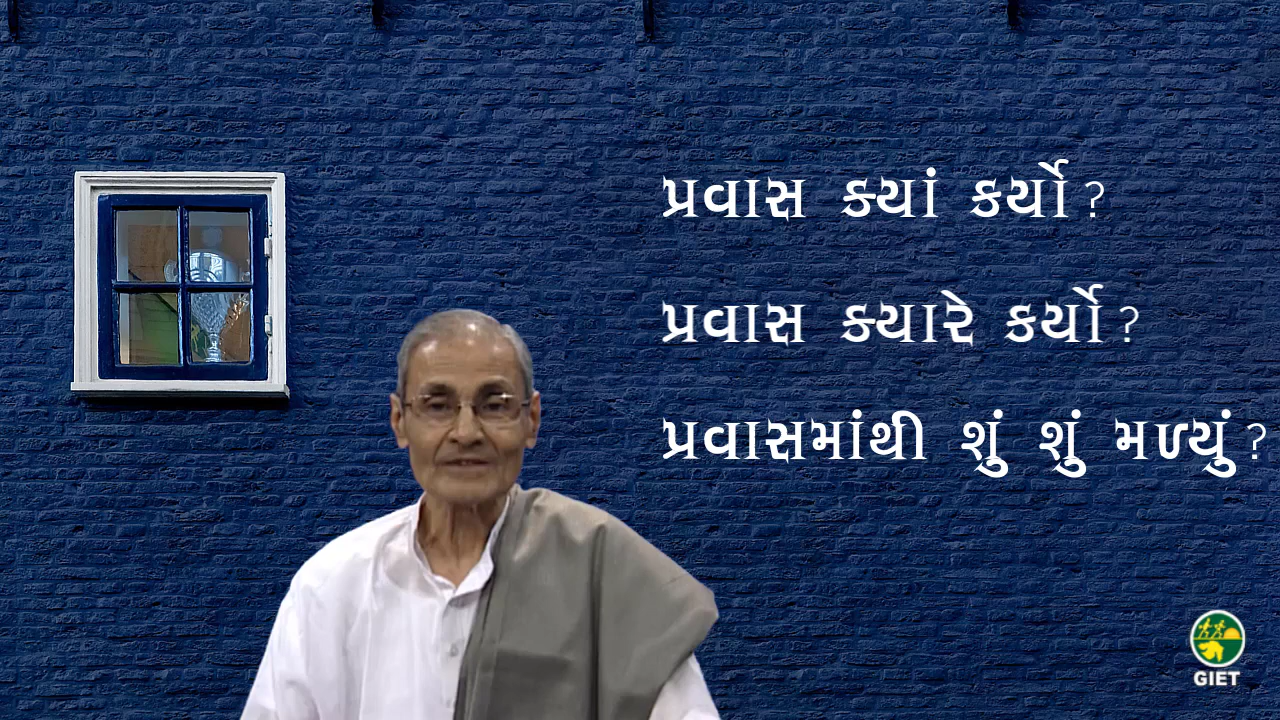 પ્રવાસ ક્યાં કર્યો ?
પ્રવાસ ક્યારે કર્યો ?
પ્રવાસમાંથી શું શું મળ્યું ?
GIET